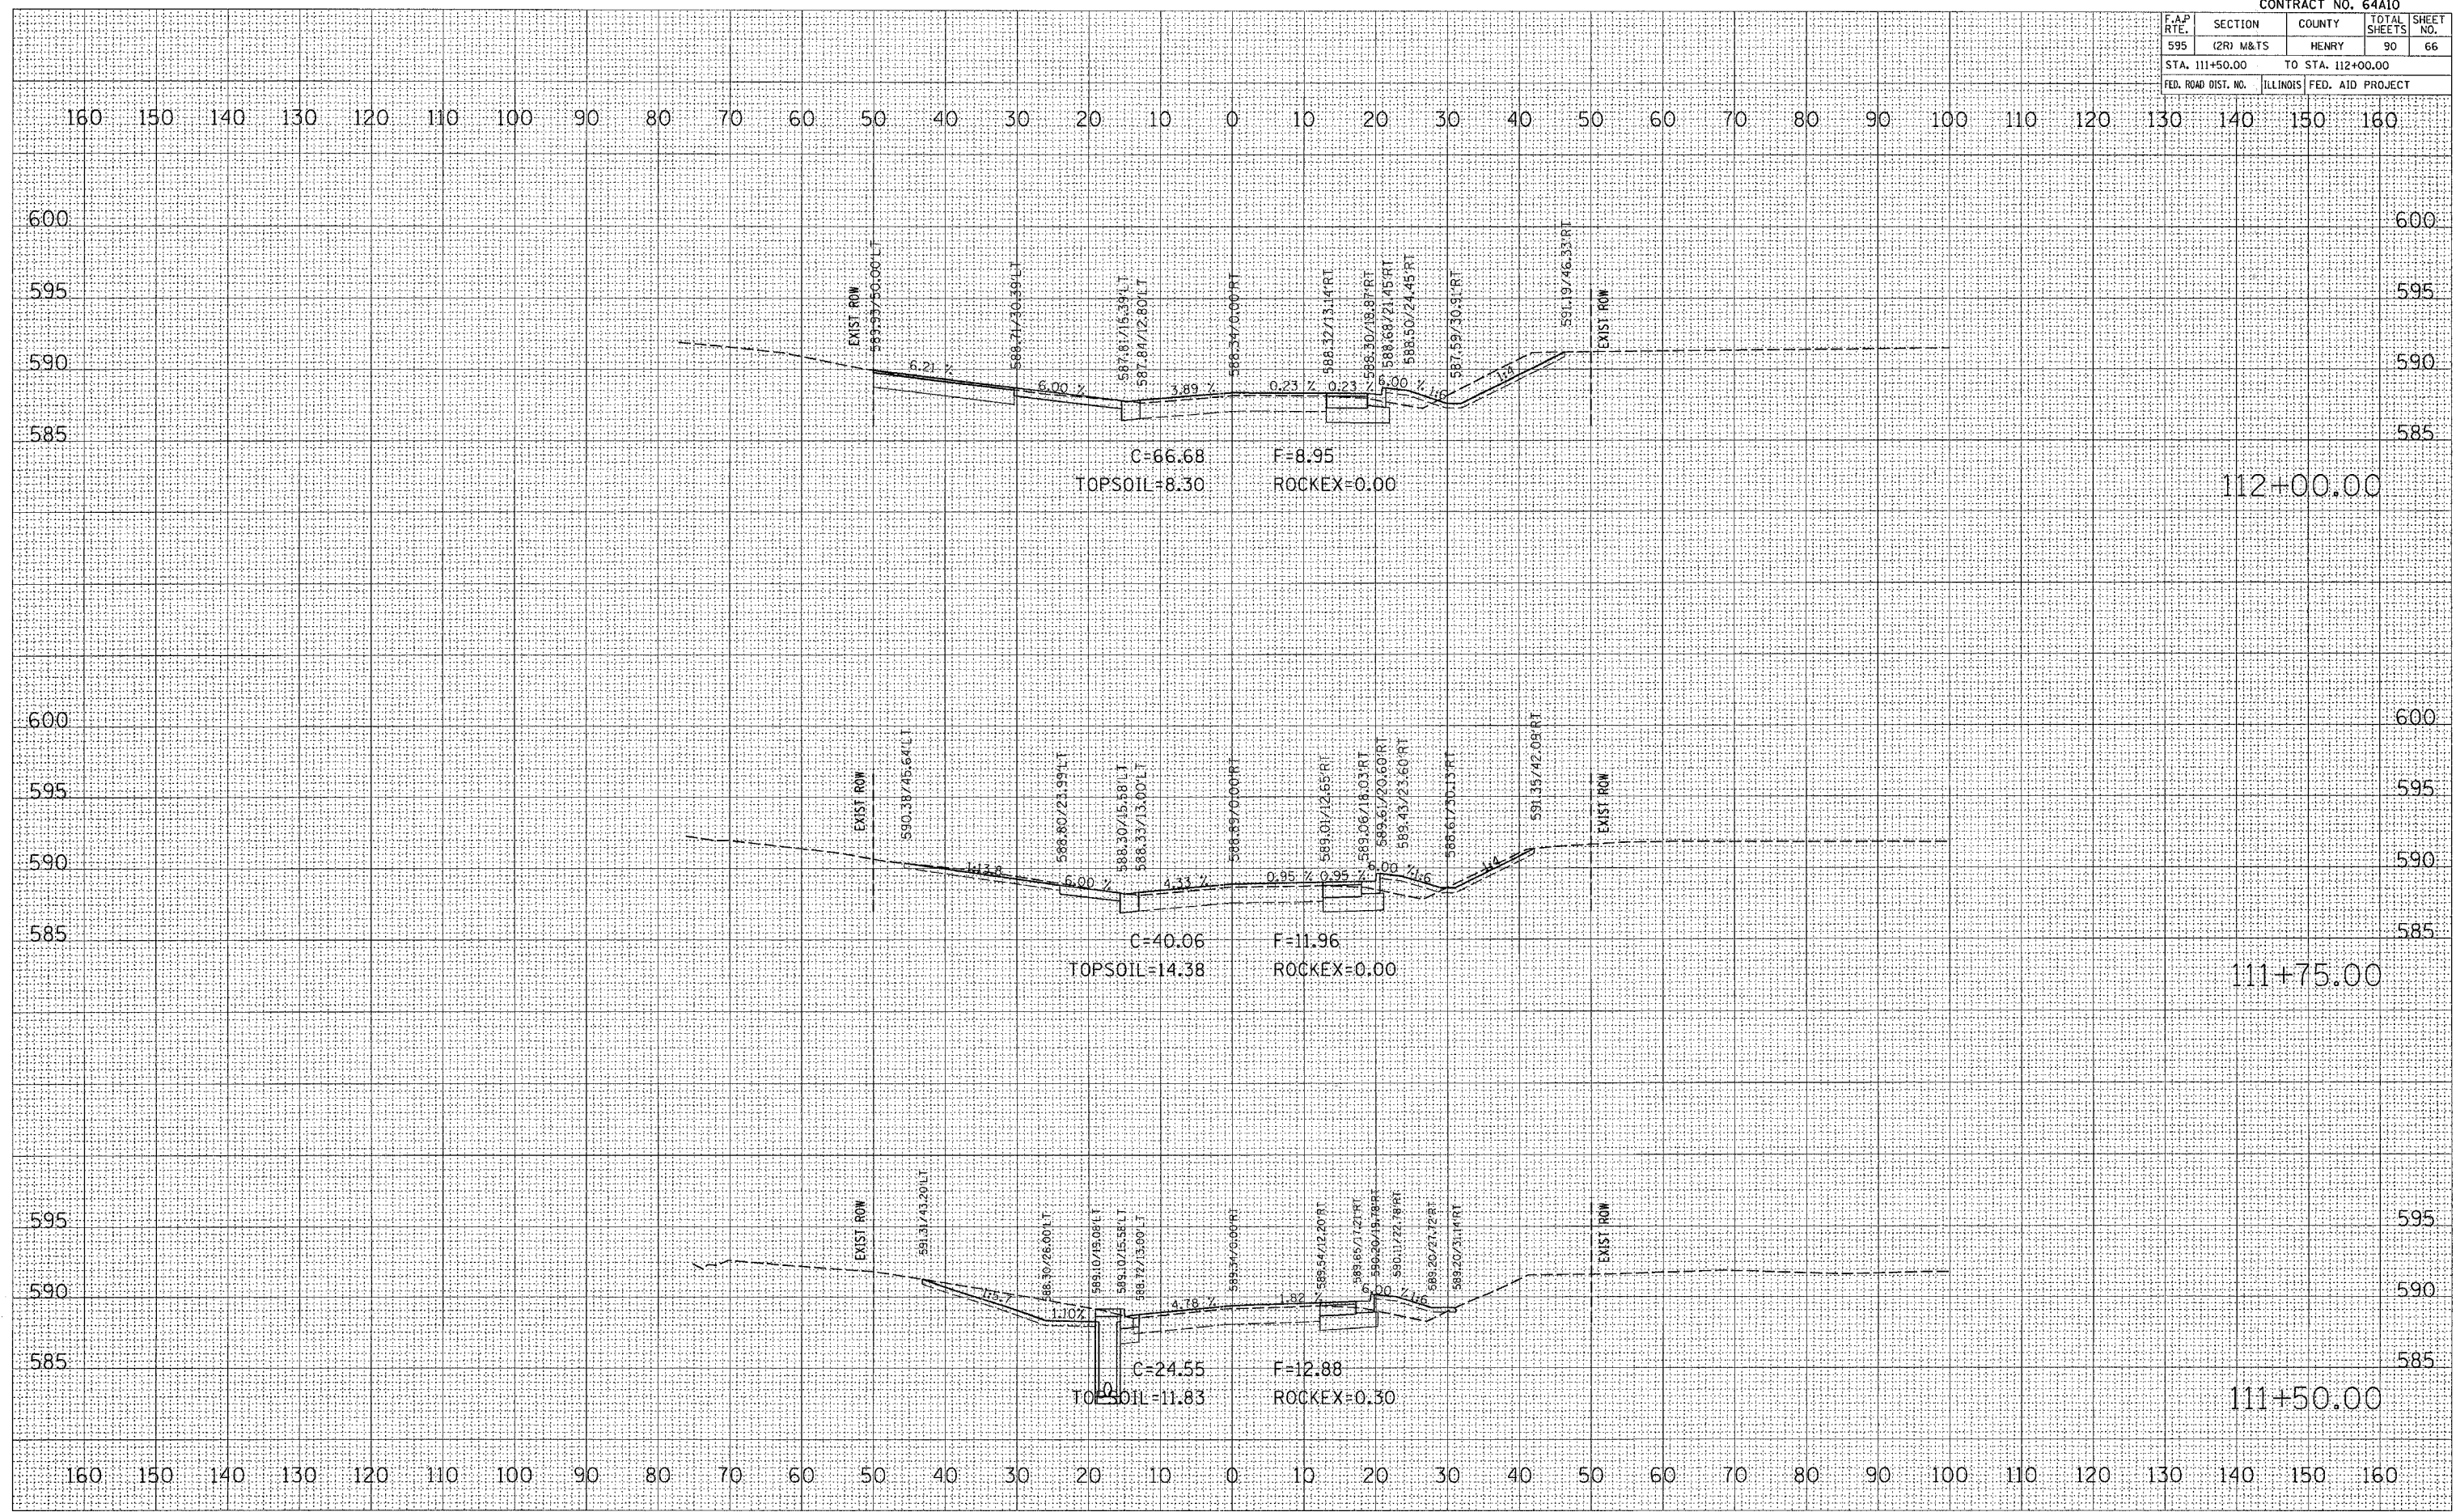 CONTRACT NO. 64A10
F.A.P RTE. SECTION COUNTY TOTAL SHEETS SHEET NO.
595 (2R) M&TS HENRY 90 66
STA. 111+50.00 TO STA. 112+00.00
FED. ROAD DIST. NO. ILLINOIS FED. AID PROJECT
160 150 140 130 120 110 100 90 80 70 60 50 40 30 20 10 0 10 20 30 40 50 60 70 80 90 100 110 120 130 140 150 160
600 600
595 595
590 590
585 585
EXIST ROW
589.93/50.00'LT
588.71/30.39'LT
587.81/15.39'LT
587.84/12.80'LT
588.34/0.00'RT
588.32/13.14'RT
588.30/18.87'RT
588.68/21.45'RT
588.50/24.45'RT
587.59/30.91'RT
591.19/46.33'RT
EXIST ROW
6.21 % 6.00 % 3.89 % 0.23 % 0.23 % 6.00 % 1:6 1:4
C=66.68 F=8.95
TOPSOIL=8.30 ROCKEX=0.00
112+00.00
600 600
595 595
590 590
585 585
EXIST ROW
590.38/45.64'LT
588.80/23.99'LT
588.30/15.58'LT
588.33/13.00'LT
588.89/0.00'RT
589.01/12.65'RT
589.06/18.03'RT
589.61/20.60'RT
589.43/23.60'RT
588.61/30.13'RT
591.35/42.09'RT
EXIST ROW
1:13.8 6.00 % 4.33 % 0.95 % 0.95 % 6.00 % 1:6 1:4
C=40.06 F=11.96
TOPSOIL=14.38 ROCKEX=0.00
111+75.00
595 595
590 590
585 585
EXIST ROW
591.31/43.20'LT
588.30/26.00'LT
589.10/19.08'LT
589.10/15.58'LT
588.72/13.00'LT
589.34/0.00'RT
589.54/12.20'RT
589.65/17.21'RT
590.20/19.78'RT
590.11/22.78'RT
589.20/27.72'RT
589.20/31.14'RT
EXIST ROW
1:5.7 1.10% 4.78 % 1.82 % 6.00 % 1:6
C=24.55 F=12.88
TOPSOIL=11.83 ROCKEX=0.30
111+50.00
160 150 140 130 120 110 100 90 80 70 60 50 40 30 20 10 0 10 20 30 40 50 60 70 80 90 100 110 120 130 140 150 160